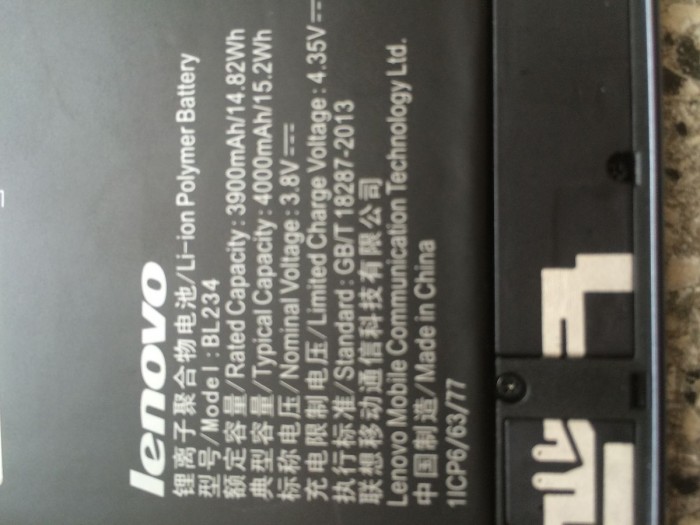 lenovo
锂离子聚合物电池/Li-ion Polymer Battery
型号/Model:BL234
额定容量/Rated Capacity:3900mAh/14.82Wh
典型容量/Typical Capacity:4000mAh/15.2Wh
标称电压/Nominal Voltage:3.8V
充电限制电压/Limited Charge Voltage:4.35V
执行标准/Standard:GB/T18287-2013
联想移动通信科技有限公司
Lenovo Mobile Communication Technology Ltd.
中国制造/Made in China
1ICP6/63/77